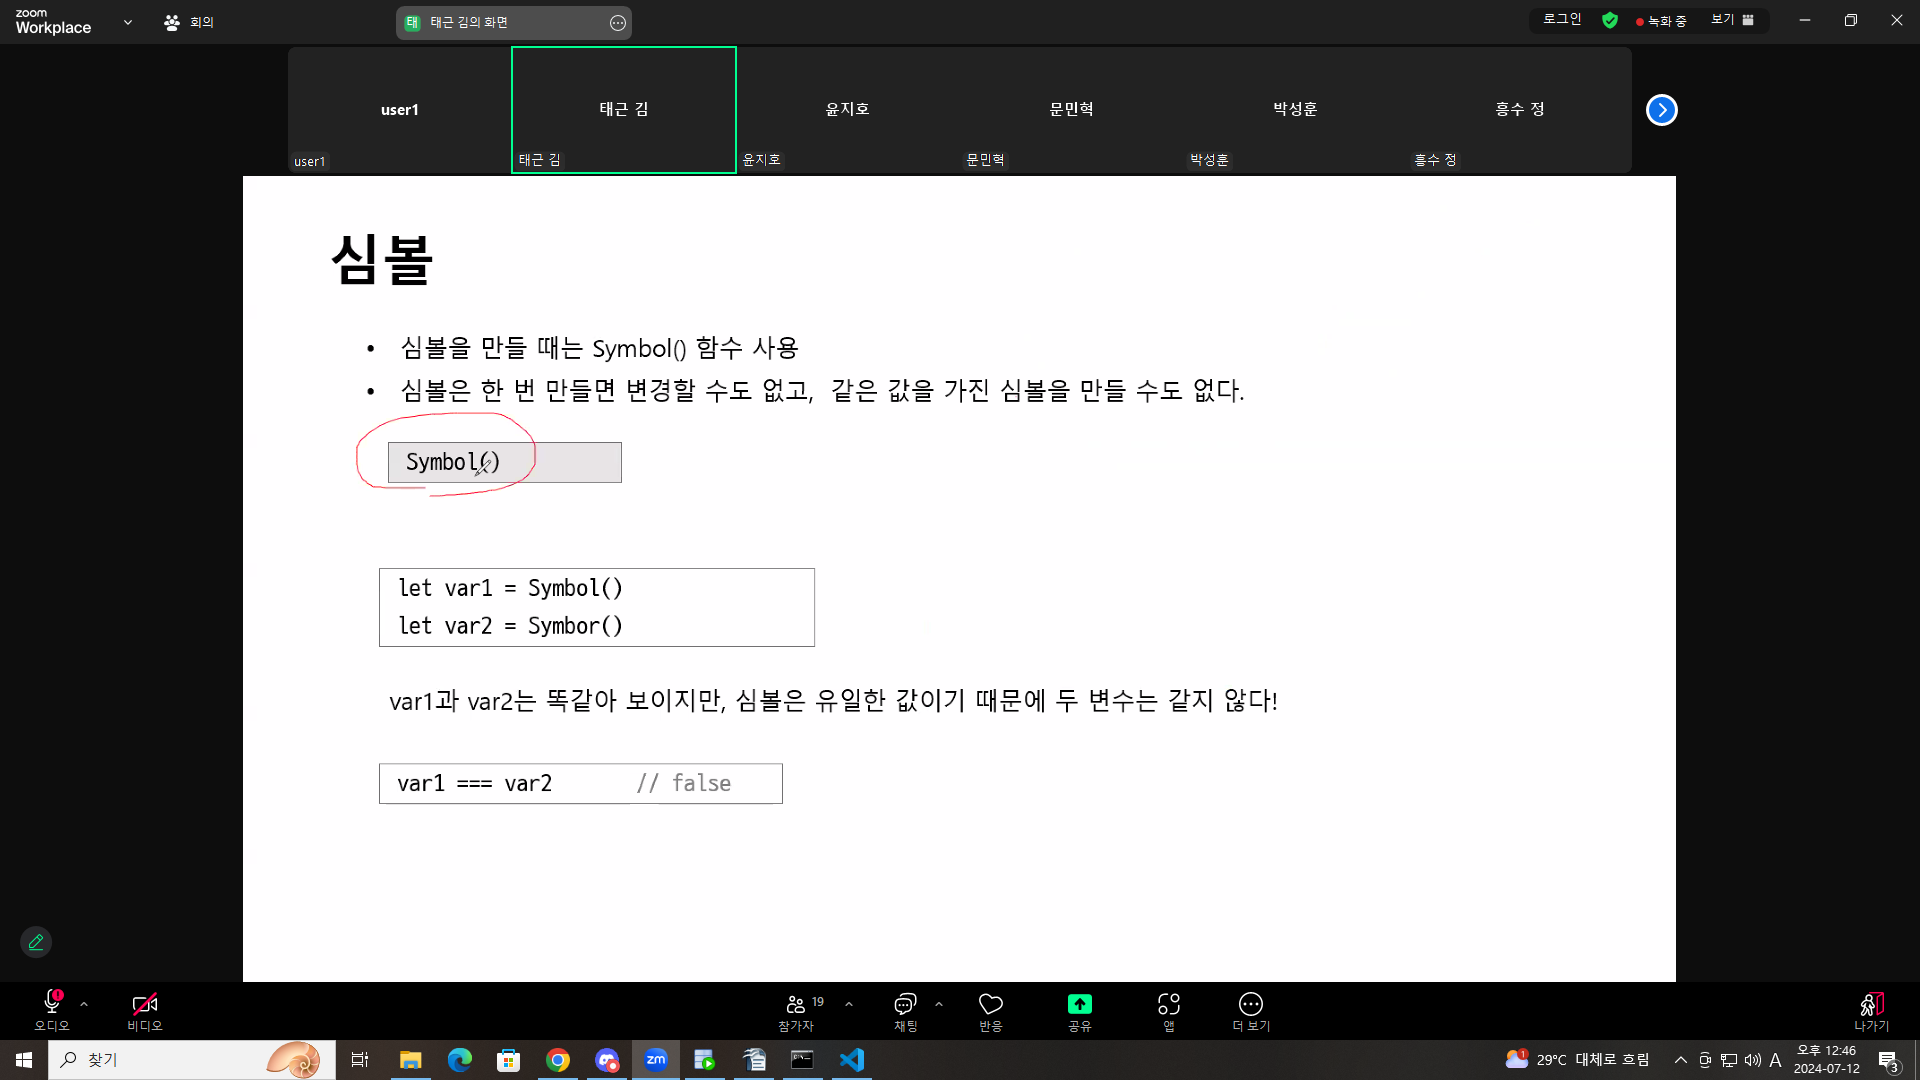 zoom
Workplace
회의
태 태근 김의 화면
로그인
녹화 중
보기
user1
태근 김
윤지호
문민혁
박성훈
흥수 정
user1
태근 김
윤지호
문민혁
박성훈
흥수 정
심볼
• 심볼을 만들 때는 Symbol() 함수 사용
• 심볼은 한 번 만들면 변경할 수도 없고, 같은 값을 가진 심볼을 만들 수도 없다.
Symbol()
let var1 = Symbol()
let var2 = Symbor()
var1과 var2는 똑같아 보이지만, 심볼은 유일한 값이기 때문에 두 변수는 같지 않다!
var1 === var2 // false
오디오
비디오
19
참가자
채팅
반응
공유
앱
더 보기
나가기
찾기
zm
1
29°C 대체로 흐림
A
오후 12:46
2024-07-12
3